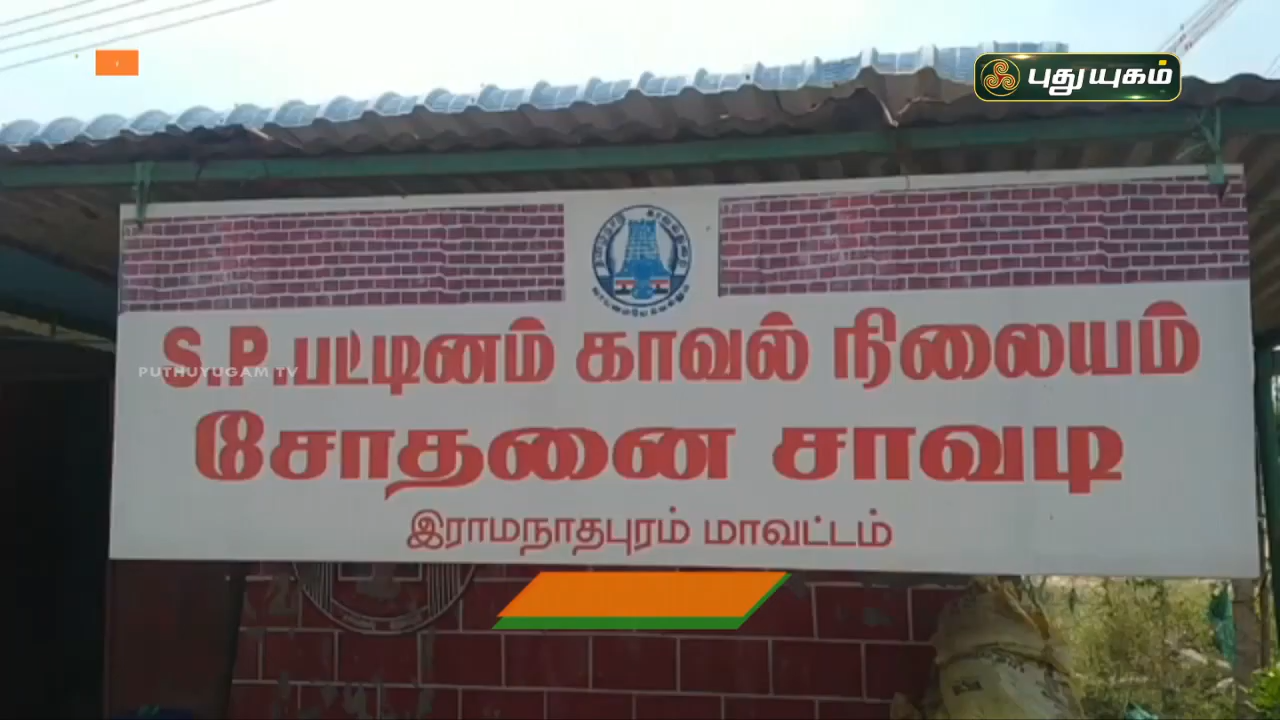 புதுயுகம்
S.P.பட்டினம் காவல் நிலையம்
PUTHUYUGAM TV
சோதனை சாவடி
இராமநாதபுரம் மாவட்டம்